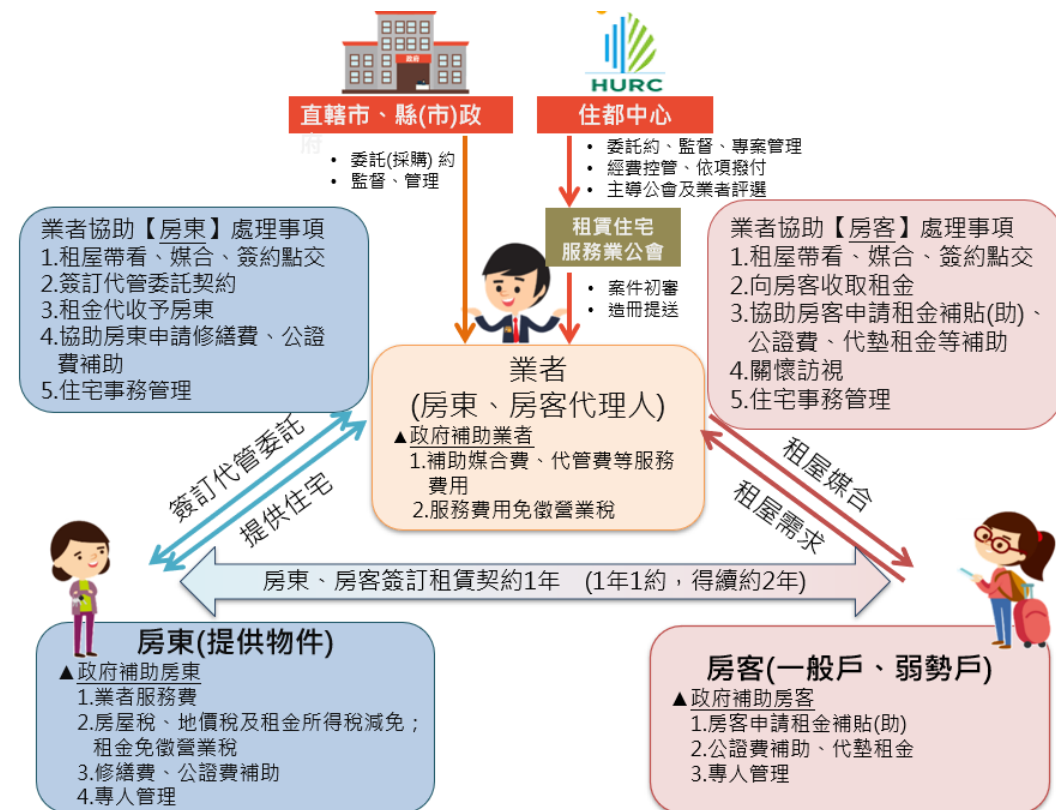 政府
HURC
直轄市、縣(市)政
府
住都中心
• 委託(採購) 約
• 監督、管理
• 委託約、監督、專案管理
• 經費控管、依項撥付
• 主導公會及業者評選
租賃住宅
服務業公會
• 案件初審
• 造冊提送
業者協助【房東】處理事項
1.租屋帶看、媒合、簽約點交
2.簽訂代管委託契約
3.租金代收予房東
4.協助房東申請修繕費、公證
費補助
5.住宅事務管理
業者協助【房客】處理事項
1.租屋帶看、媒合、簽約點交
2.向房客收取租金
3.協助房客申請租金補貼(助)、
公證費、代墊租金等補助
4.關懷訪視
5.住宅事務管理
業者
(房東、房客代理人)
▲政府補助業者
1.補助媒合費、代管費等服務
費用
2.服務費用免徵營業稅
簽訂代管委託
提供住宅
租屋媒合
租屋需求
房東、房客簽訂租賃契約1年 (1年1約，得續約2年)
房東(提供物件)
▲政府補助房東
1.業者服務費
2.房屋稅、地價稅及租金所得稅減免；
租金免徵營業稅
3.修繕費、公證費補助
4.專人管理
房客(一般戶、弱勢戶)
▲政府補助房客
1.房客申請租金補貼(助)
2.公證費補助、代墊租金
3.專人管理